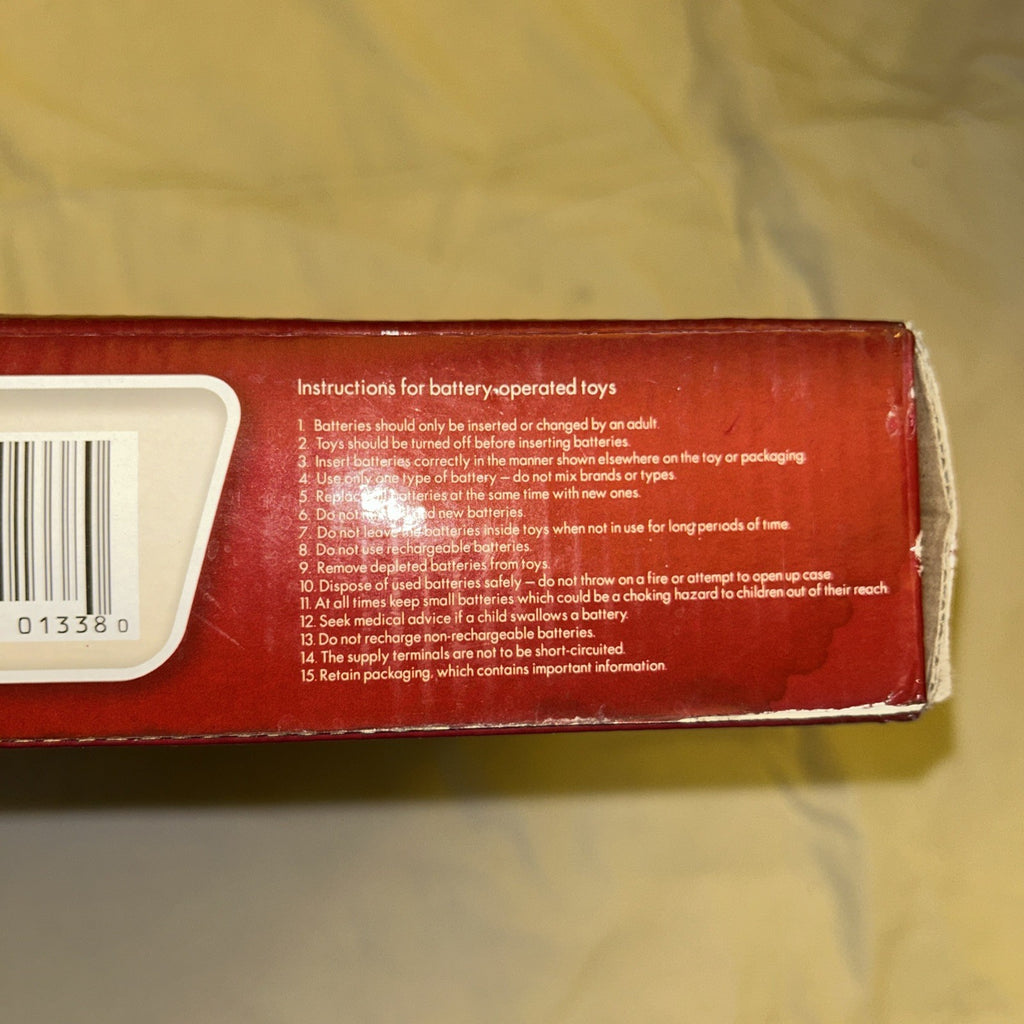 Instructions for battery-operated toys
1. Batteries should only be inserted or changed by an adult.
2. Toys should be turned off before inserting batteries.
3. Insert batteries correctly in the manner shown elsewhere on the toy or packaging.
4. Use only one type of battery – do not mix brands or types.
5. batteries at the same time with new ones.
6. Do not new batteries.
7. Do not leave batteries inside toys when not in use for long periods of time.
8. Do not use rechargeable batteries.
9. Remove depleted batteries from toys.
10. Dispose of used batteries safely – do not throw on a fire or attempt to open up case.
11. At all times keep small batteries which could be a choking hazard to children out of their reach.
12. Seek medical advice if a child swallows a battery.
13. Do not recharge non-rechargeable batteries.
14. The supply terminals are not to be short-circuited.
15. Retain packaging, which contains important information.
01338 0